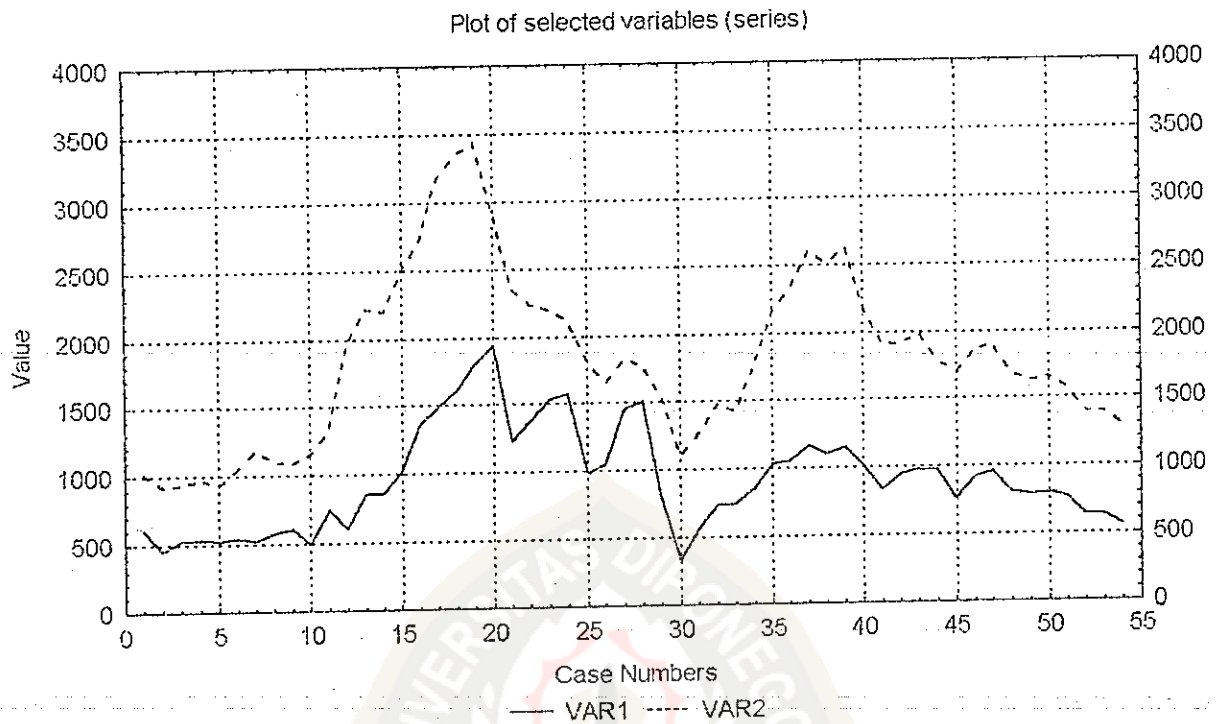 Plot of selected variables (series)
4000 4000
3500 3500
3000 3000
2500 2500
2000 2000
1500 1500
1000 1000
500 500
0 0
Value
0 5 10 15 20 25 30 35 40 45 50 55
Case Numbers
VAR1 VAR2
VERSITAS DIPONEGO